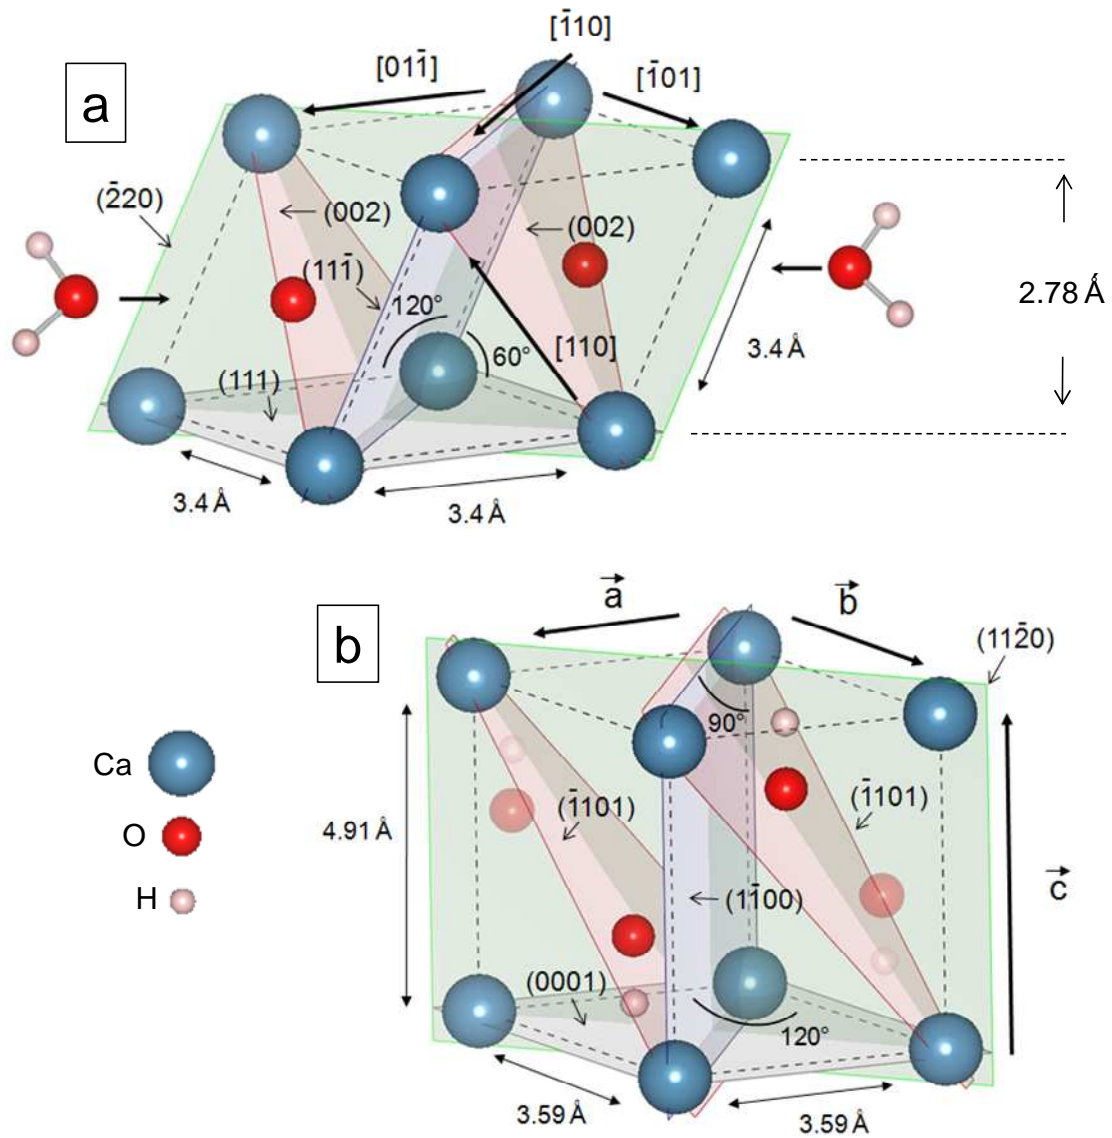 [1̄10]
[011̄]
[1̄01]
a
(2̄20)
(002)
(002)
(111̄)
120°
2.78 Å
60°
[110]
3.4 Å
(111)
3.4 Å
3.4 Å
b
a⃗
b⃗
(112̄0)
90°
Ca
4.91 Å
(1̄101)
(1̄101)
O
c⃗
H
(11̄00)
(0001)
120°
3.59 Å
3.59 Å